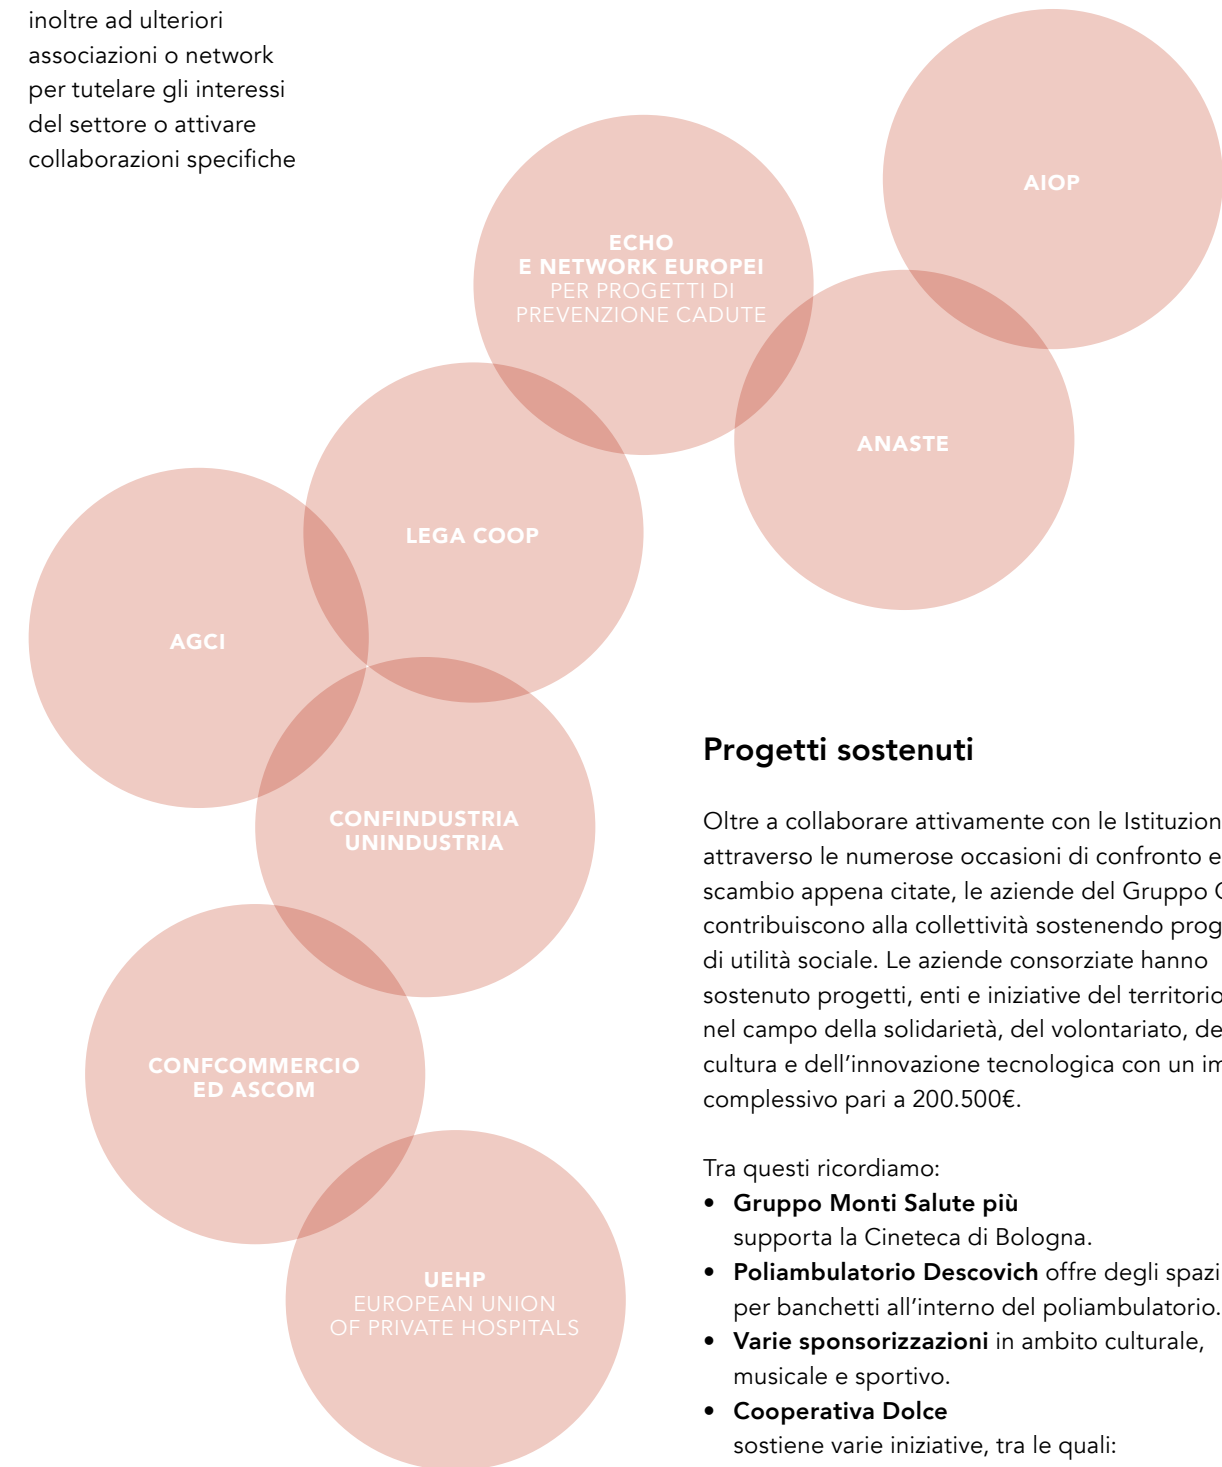 inoltre ad ulteriori
associazioni o network
per tutelare gli interessi
del settore o attivare
collaborazioni specifiche
AIOP
ECHO
E NETWORK EUROPEI
PER PROGETTI DI
PREVENZIONE CADUTE
ANASTE
LEGA COOP
AGCI
CONFINDUSTRIA
UNINDUSTRIA
CONFCOMMERCIO
ED ASCOM
UEHP
EUROPEAN UNION
OF PRIVATE HOSPITALS
Progetti sostenuti
Oltre a collaborare attivamente con le Istituzion
attraverso le numerose occasioni di confronto e
scambio appena citate, le aziende del Gruppo
contribuiscono alla collettività sostenendo prog
di utilità sociale. Le aziende consorziate hanno
sostenuto progetti, enti e iniziative del territorio
nel campo della solidarietà, del volontariato, de
cultura e dell'innovazione tecnologica con un im
complessivo pari a 200.500€.
Tra questi ricordiamo:
• Gruppo Monti Salute più
supporta la Cineteca di Bologna.
• Poliambulatorio Descovich offre degli spazi
per banchetti all'interno del poliambulatorio.
• Varie sponsorizzazioni in ambito culturale,
musicale e sportivo.
• Cooperativa Dolce
sostiene varie iniziative, tra le quali: